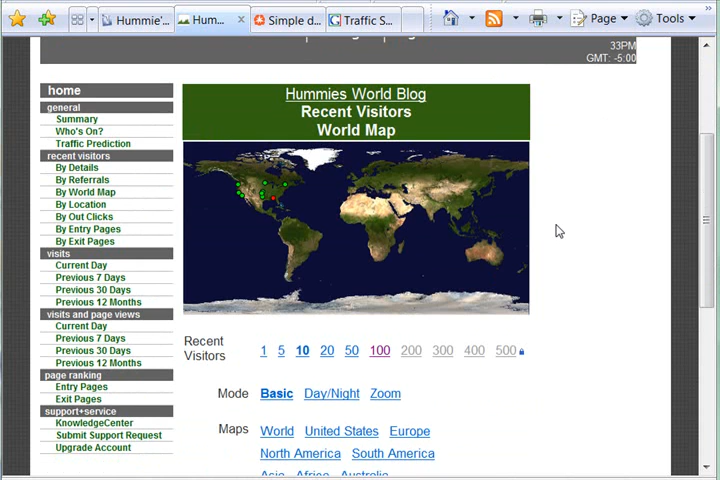 Hummie'...
Hum...
Simple d...
Traffic S...
Page
Tools
33PM
GMT: -5:00
home
general
Summary
Who's On?
Traffic Prediction
recent visitors
By Details
By Referrals
By World Map
By Location
By Out Clicks
By Entry Pages
By Exit Pages
visits
Current Day
Previous 7 Days
Previous 30 Days
Previous 12 Months
visits and page views
Current Day
Previous 7 Days
Previous 30 Days
Previous 12 Months
page ranking
Entry Pages
Exit Pages
support+service
KnowledgeCenter
Submit Support Request
Upgrade Account
Hummies World Blog
Recent Visitors
World Map
Recent Visitors
1 5 10 20 50 100 200 300 400 500
Mode Basic Day/Night Zoom
Maps World United States Europe
North America South America
Asia Africa Australia